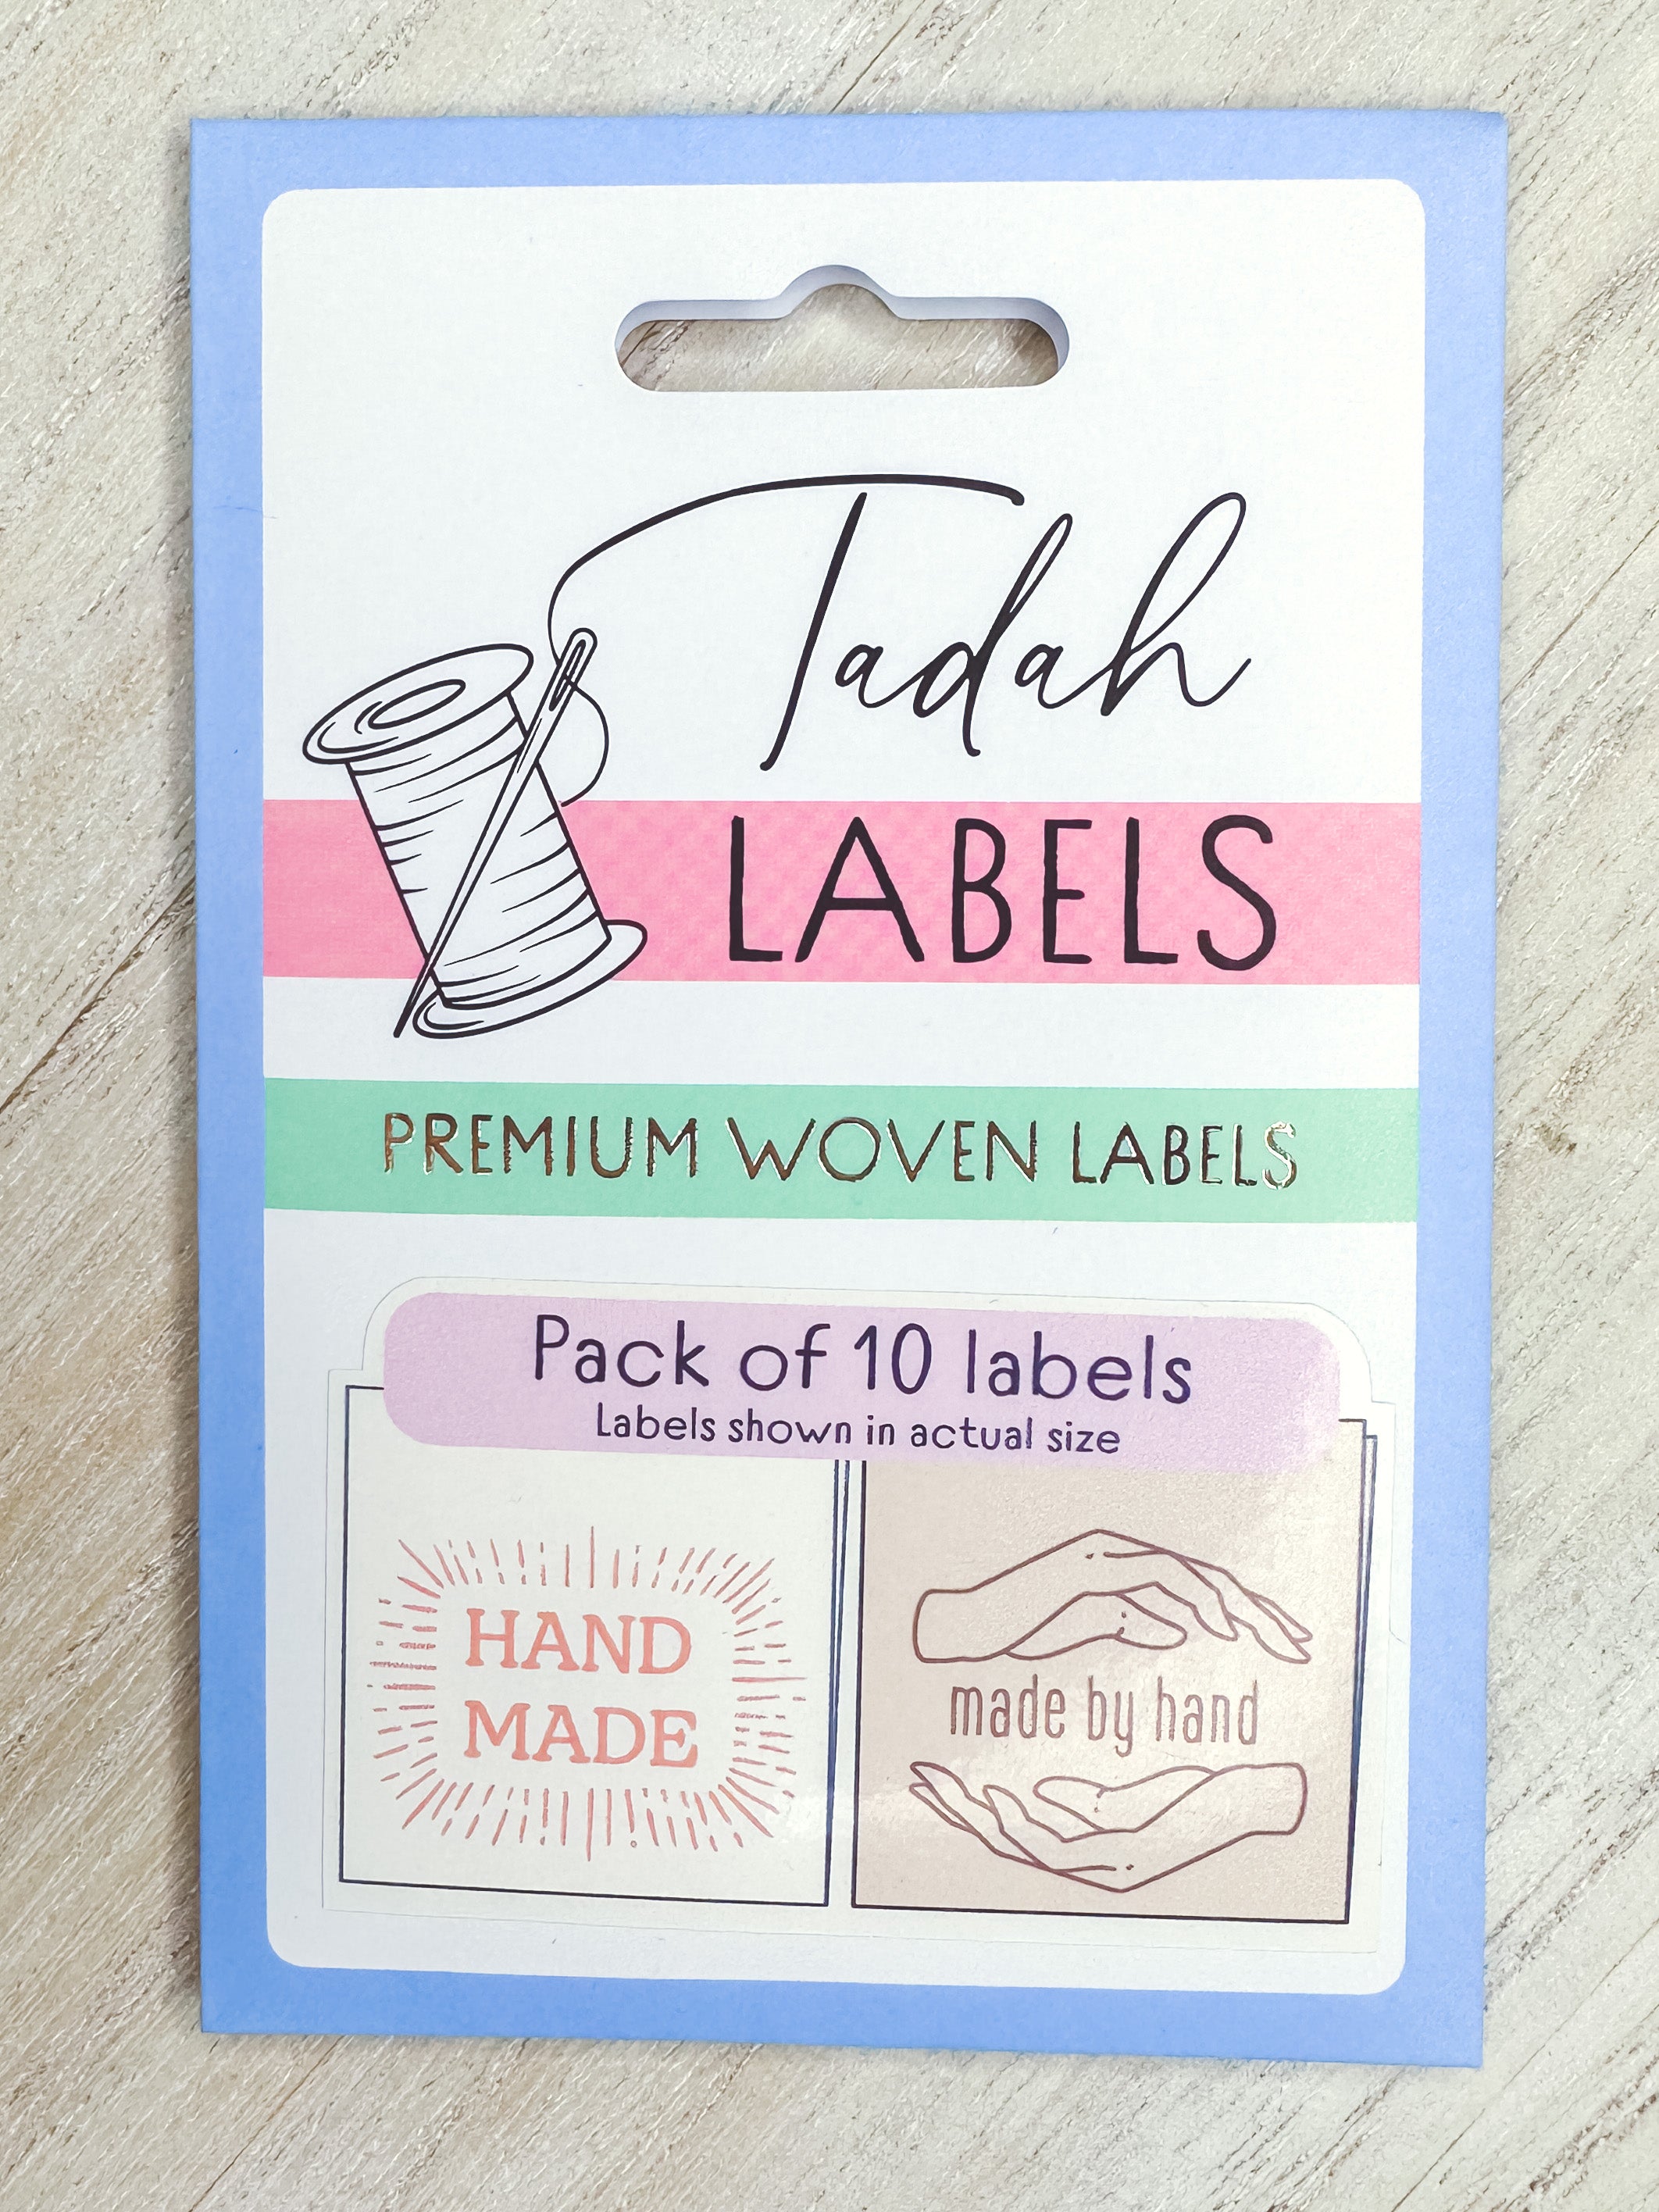 Tadah
LABELS
PREMIUM WOVEN LABELS
Pack of 10 labels
Labels shown in actual size
HAND
MADE
made by hand